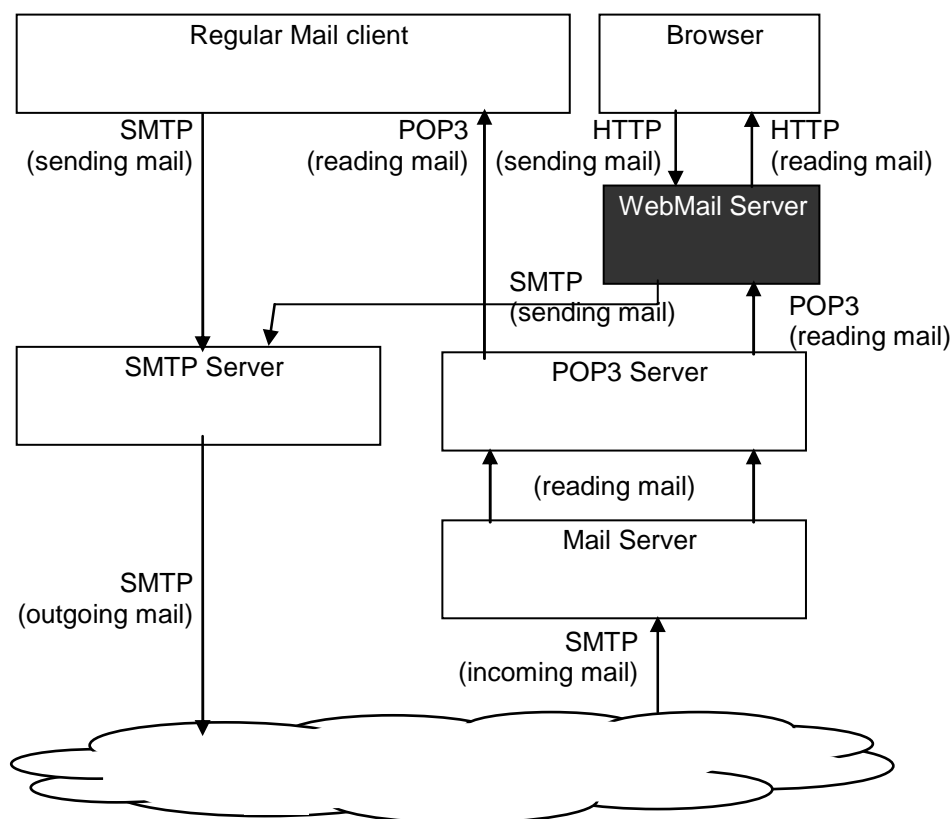 Regular Mail client
Browser
SMTP
(sending mail)
POP3
(reading mail)
HTTP
(sending mail)
HTTP
(reading mail)
WebMail Server
SMTP
(sending mail)
POP3
(reading mail)
SMTP Server
POP3 Server
(reading mail)
Mail Server
SMTP
(outgoing mail)
SMTP
(incoming mail)